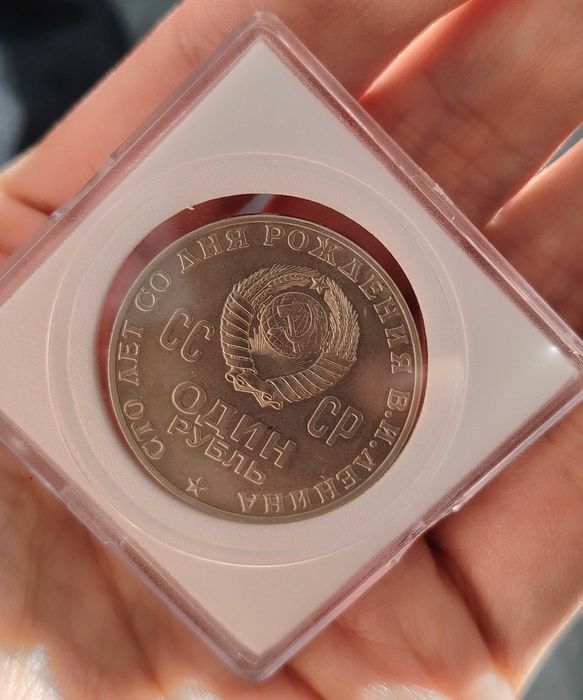 СТО ЛЕТ СО ДНЯ РОЖДЕНИЯ В.И.ЛЕНИНА
СС
СР
ОДИН
РУБЛЬ